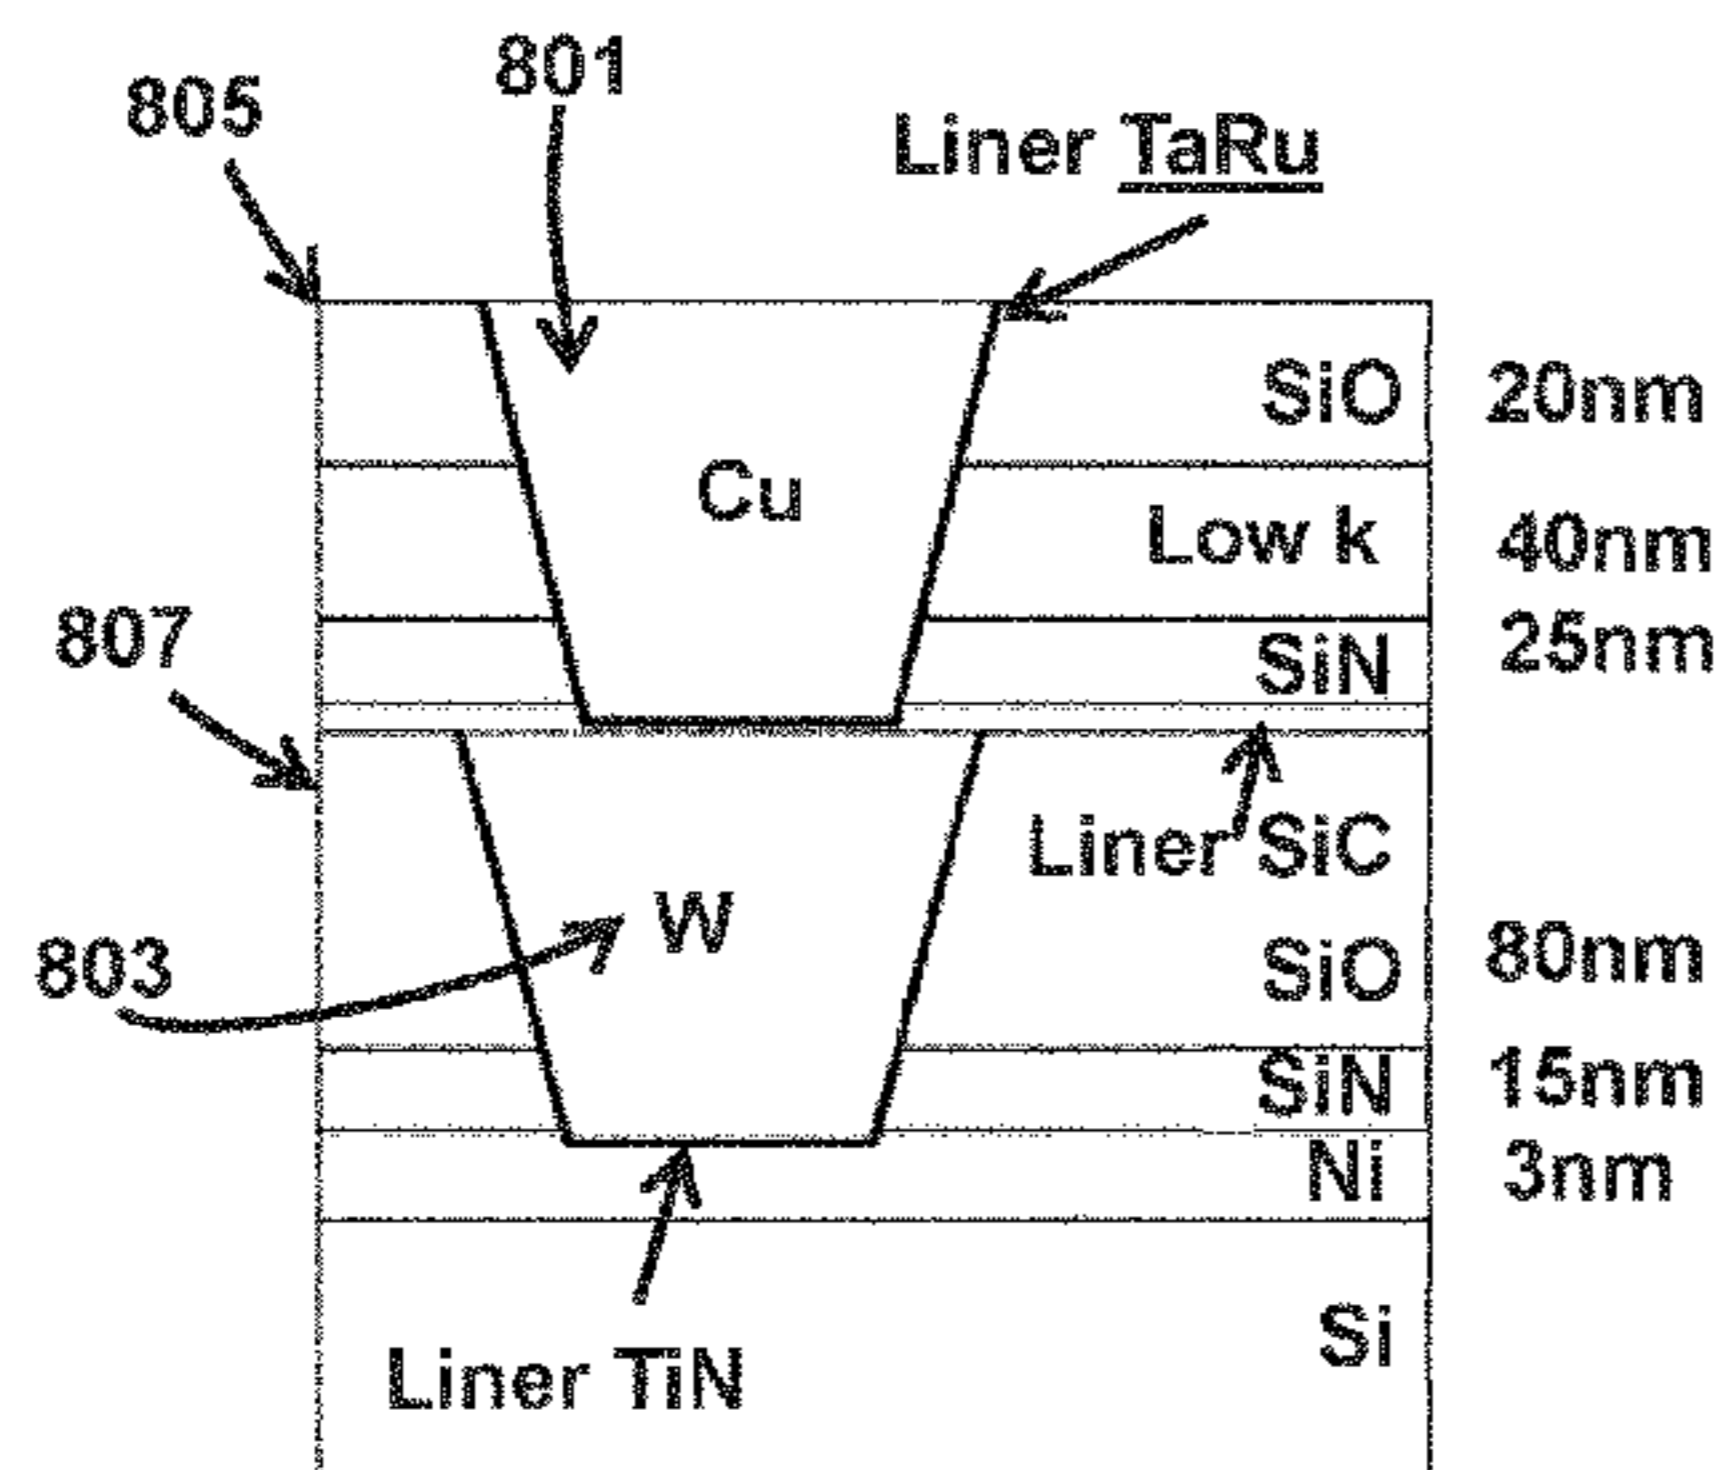 801
805
Liner TaRu
SiO 20nm
Cu
Low k 40nm
807
SiN 25nm
Liner SiC
W
803
SiO 80nm
SiN 15nm
Ni 3nm
Si
Liner TiN